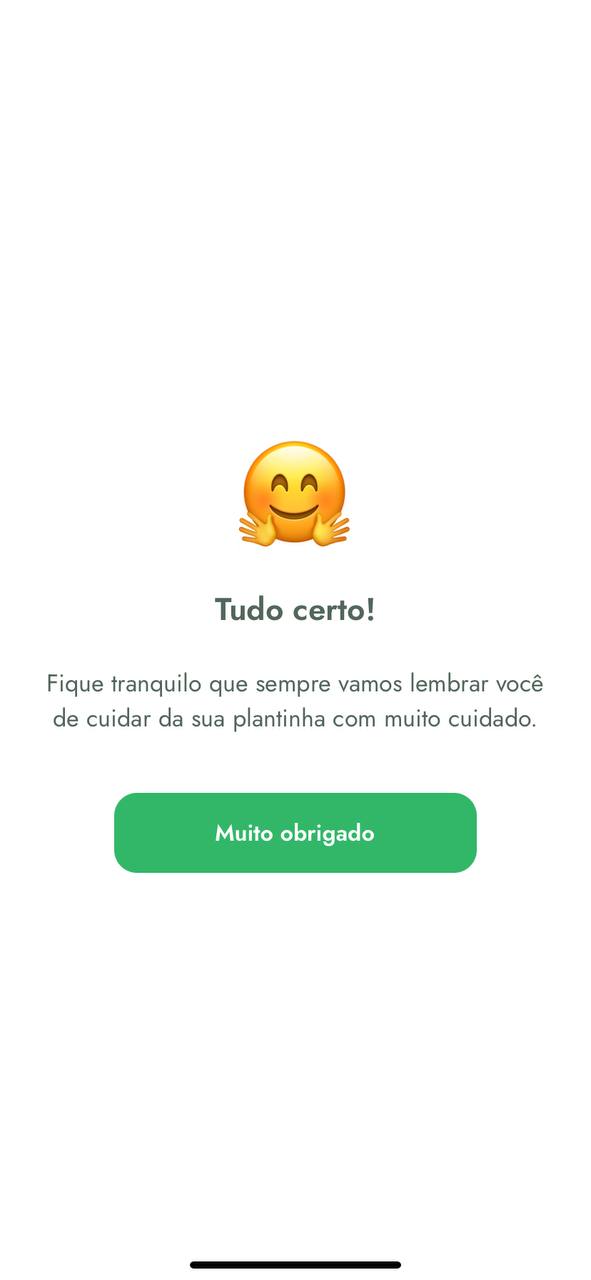 Tudo certo!
Fique tranquilo que sempre vamos lembrar você
de cuidar da sua plantinha com muito cuidado.
Muito obrigado